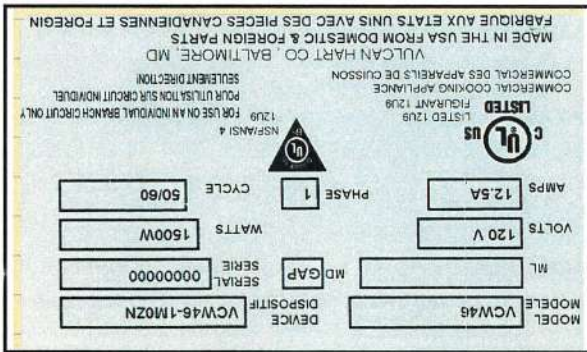 MODEL
MODELE VCW46 DEVICE
DISPOSITIF VCW46-1M0ZN
ML MD GAP SERIAL
SERIE 00000000
VOLTS 120 V WATTS 1500W
AMPS 12.5A PHASE 1 CYCLE 50/60
C UL US
LISTED
LISTED 12U9
FIGURANT 12U9
COMMERCIAL COOKING APPLIANCE
COMMERCIAL DES APPAREILS DE CUISSON
UL
NSF/ANSI 4
12U9
FOR USE ON AN INDIVIDUAL BRANCH CIRCUIT ONLY
POUR UTILISATION SUR CIRCUIT INDIVIDUEL
SEULEMENT DIRECTION!
VULCAN HART CO, BALTIMORE, MD
MADE IN THE USA FROM DOMESTIC & FOREIGN PARTS
FABRIQUE AUX ETATS UNIS AVEC DES PIECES CANADIENNES ET FOREGIN